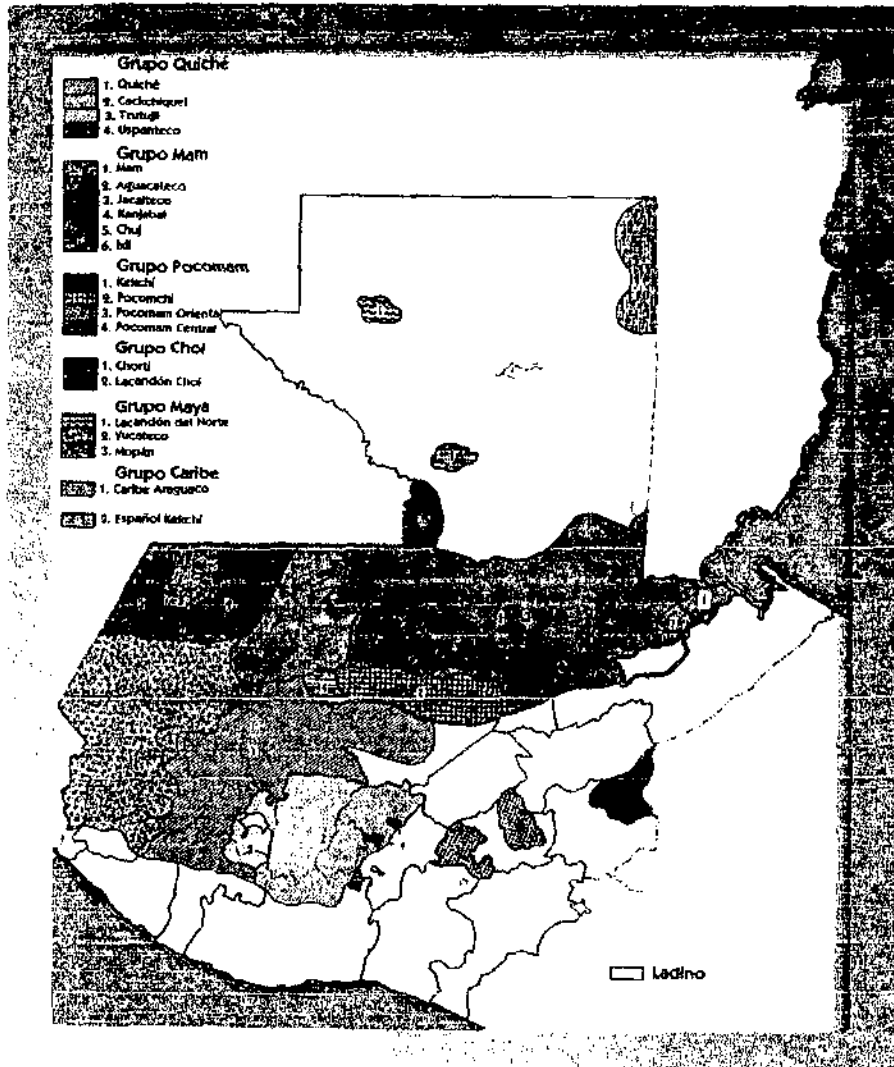 Grupo Quiché
1. Quiché
2. Cackchiquel
3. Tzutujil
4. Uspanteco
Grupo Mam
1. Mam
2. Aguacateco
3. Jacalteco
4. Kanjobal
5. Chuj
6. Ixil
Grupo Pocomam
1. Kekchí
2. Pocomchi
3. Pocomam Oriental
4. Pocomam Central
Grupo Chol
1. Chortí
2. Lacandón Chol
Grupo Maya
1. Lacandón del Norte
2. Yucateco
3. Mopán
Grupo Caribe
1. Caribe Araguaco
2. Español Kekchí
Ladino